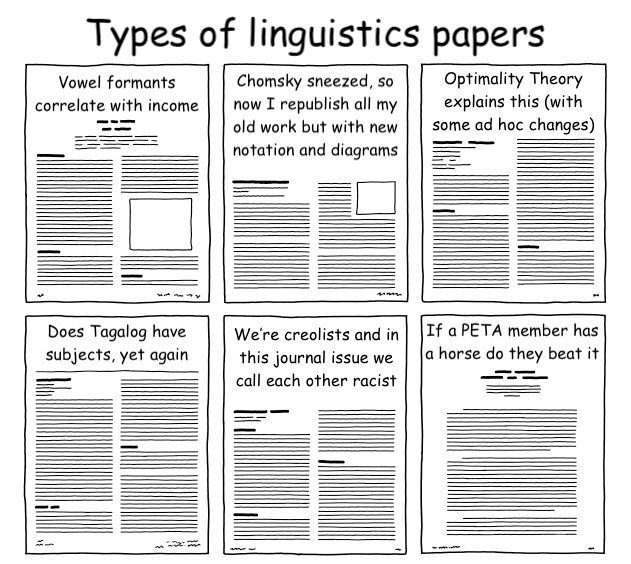 Types of linguistics papers
Vowel formants
correlate with income
Chomsky sneezed, so
now I republish all my
old work but with new
notation and diagrams
Optimality Theory
explains this (with
some ad hoc changes)
Does Tagalog have
subjects, yet again
We're creolists and in
this journal issue we
call each other racist
If a PETA member has
a horse do they beat it